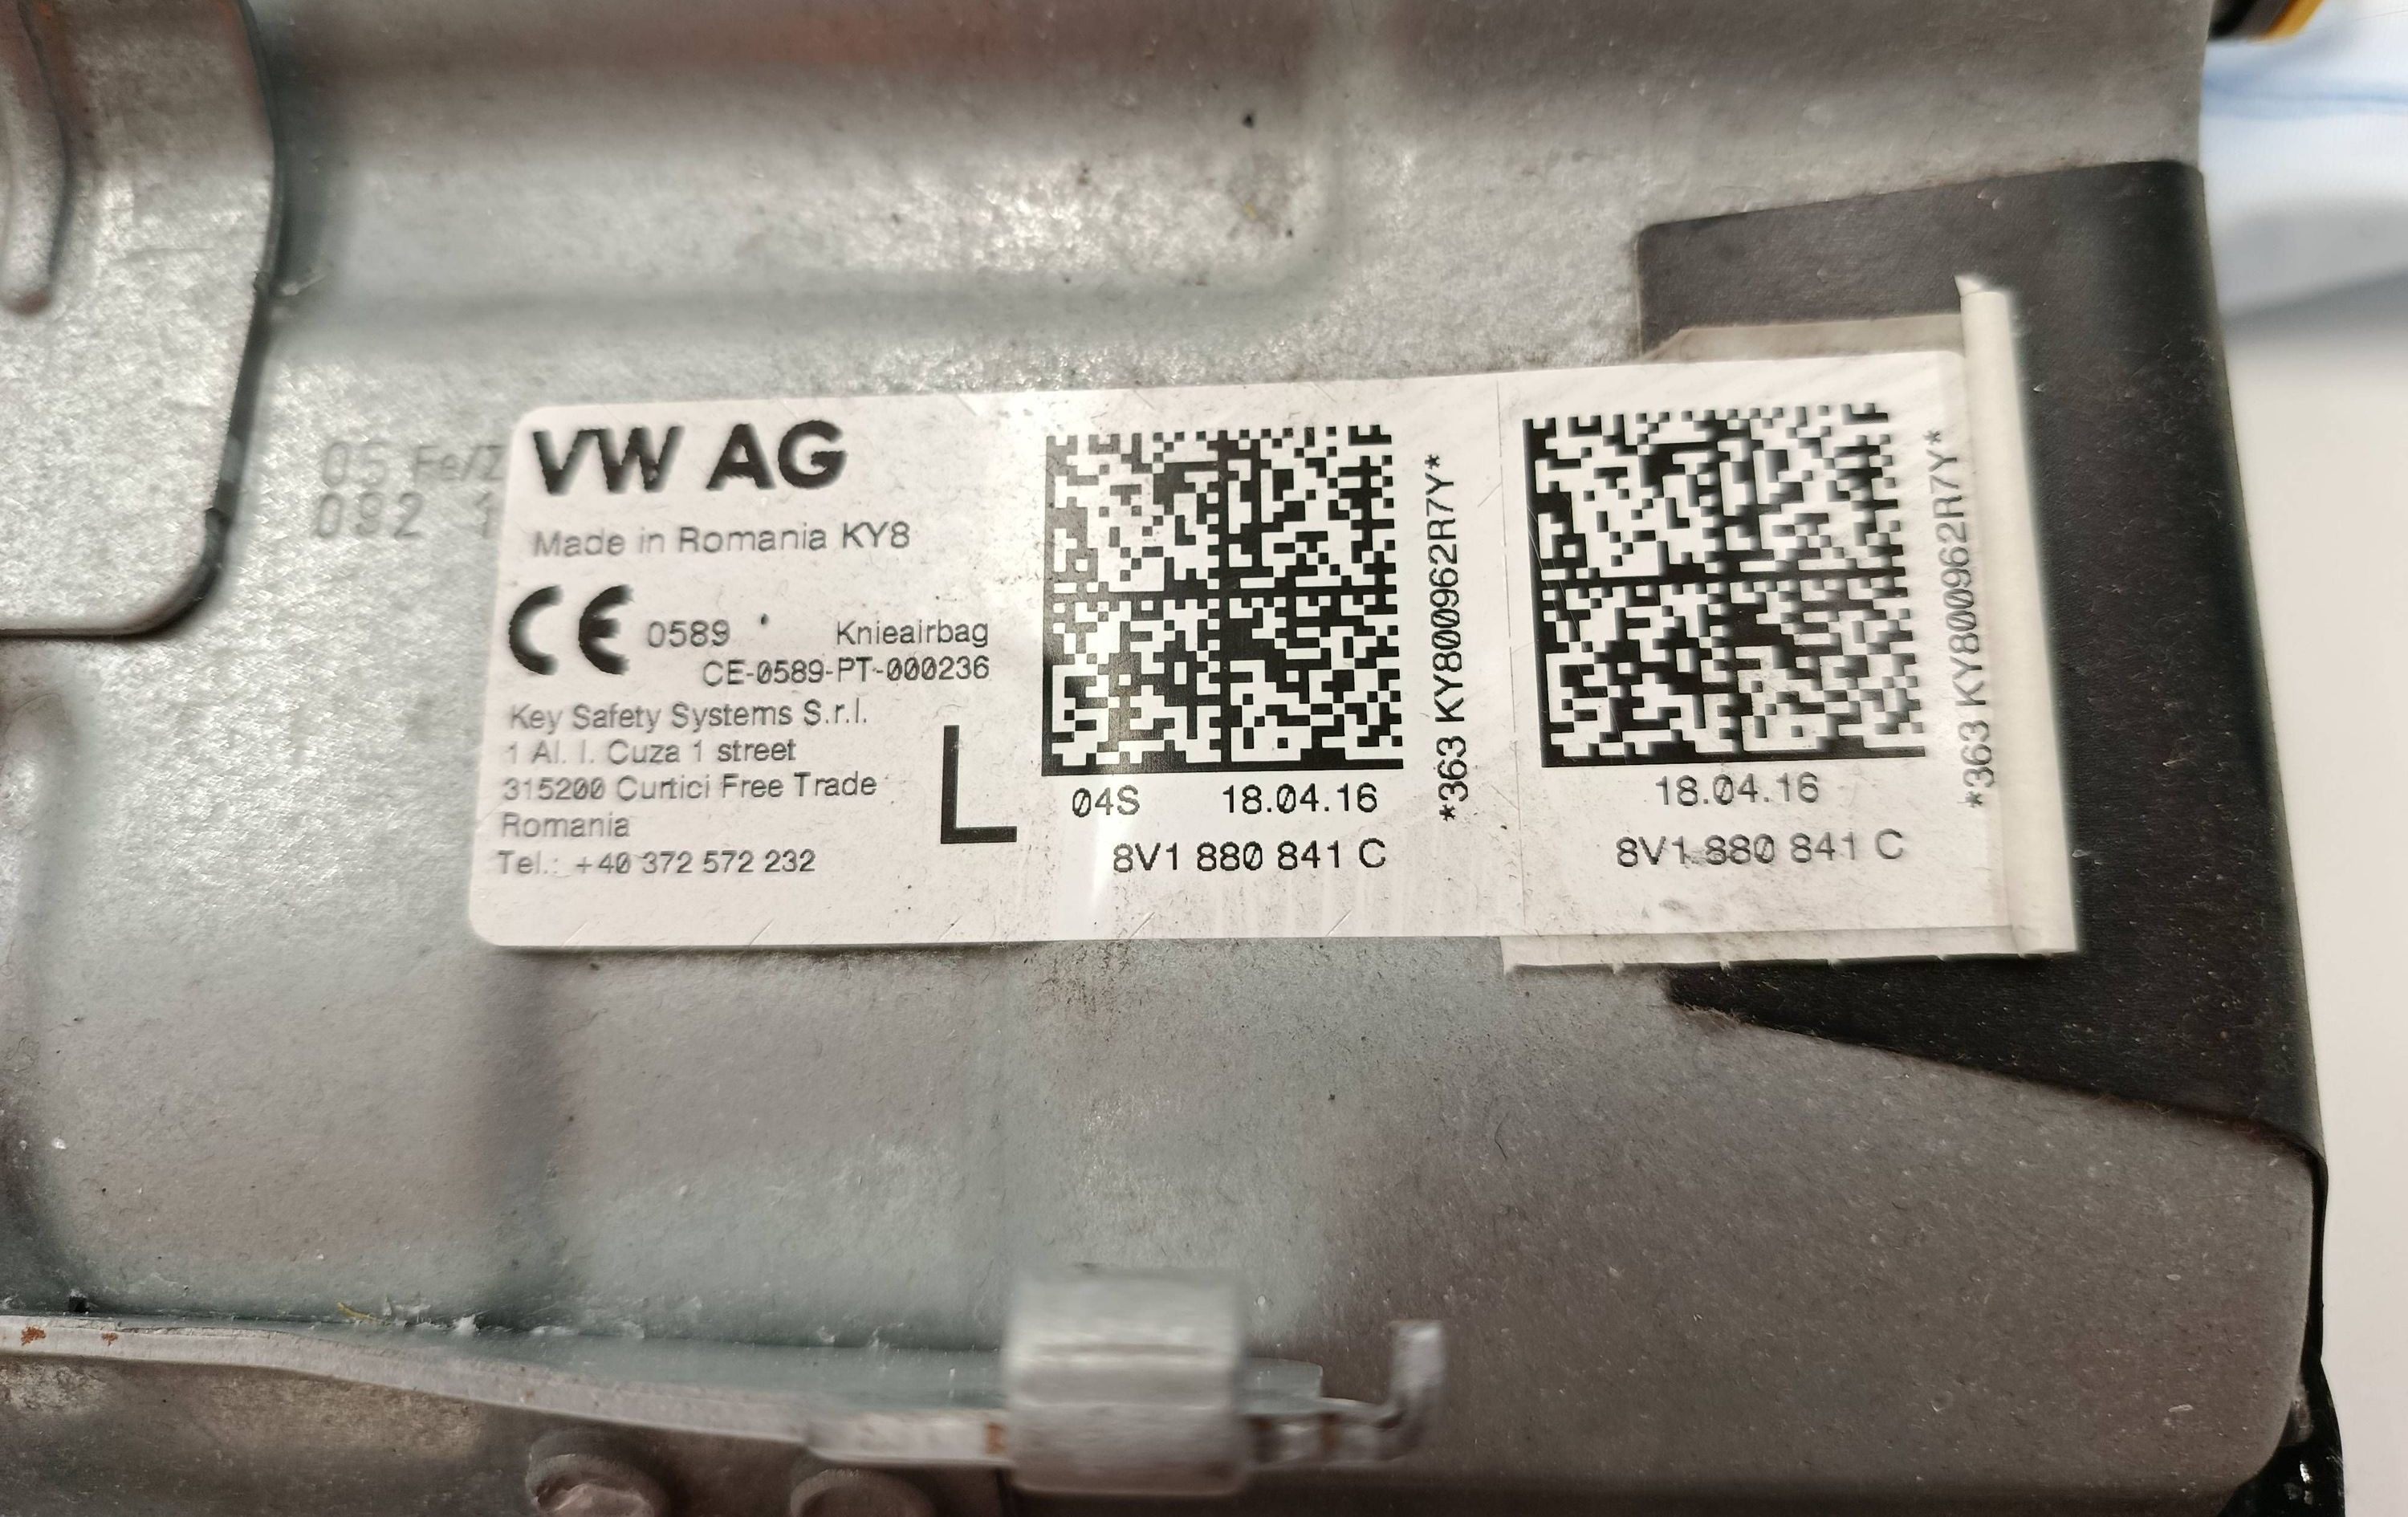 05 Fe/Z
092 1
VW AG
Made in Romania KY8
CE 0589 Knieairbag
CE-0589-PT-000236
Key Safety Systems S.r.l.
1 Al. I. Cuza 1 street
315200 Curtici Free Trade
Romania
Tel.: +40 372 572 232
L
04S 18.04.16
8V1 880 841 C
*363 KY800962R7Y*
18.04.16
8V1 880 841 C
*363 KY800962R7Y*